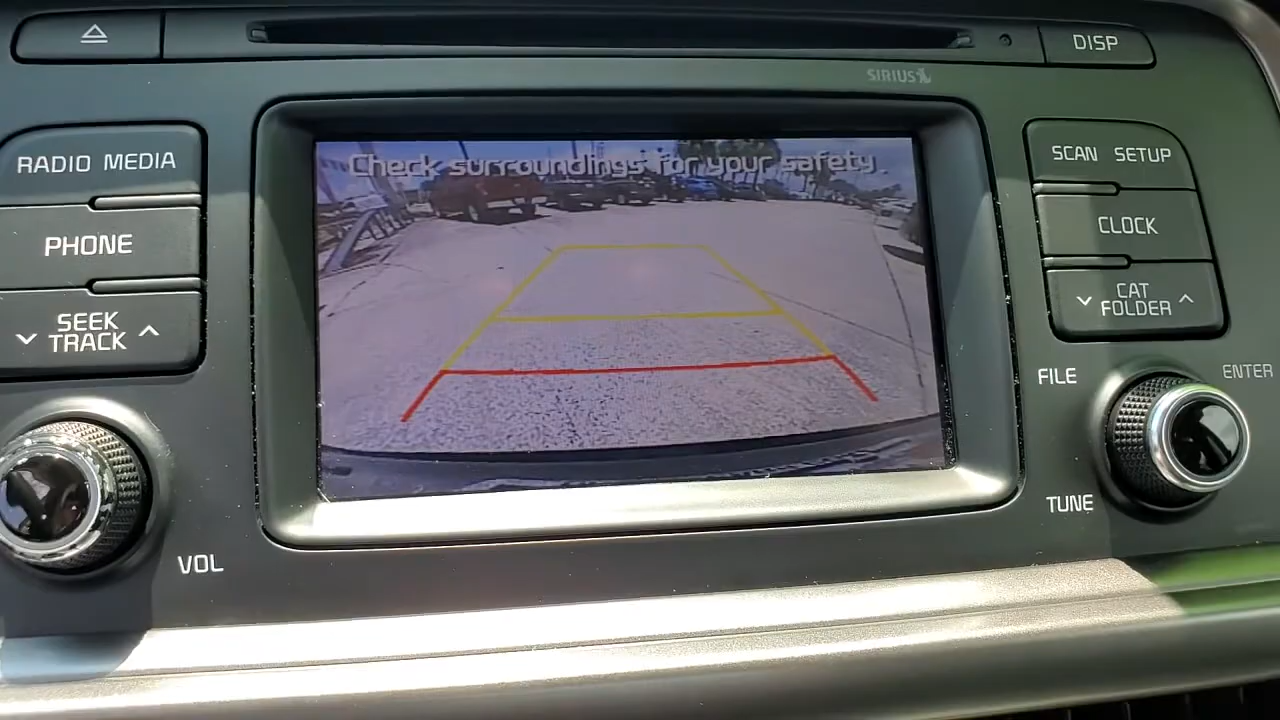 DISP
SIRIUS
Check surroundings for your safety.
RADIO MEDIA
SCAN SETUP
PHONE
CLOCK
SEEK
TRACK
CAT
FOLDER
FILE
ENTER
TUNE
VOL